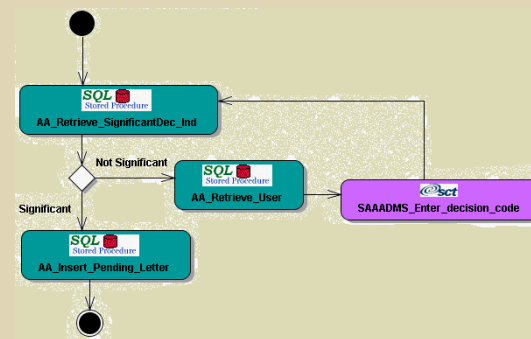 SQL
Stored Procedure
AA_Retrieve_SignificantDec_Ind
Not Significant
SQL
Stored Procedure
AA_Retrieve_User
sct
SAAADMS_Enter_decision_code
Significant
SQL
Stored Procedure
AA_Insert_Pending_Letter